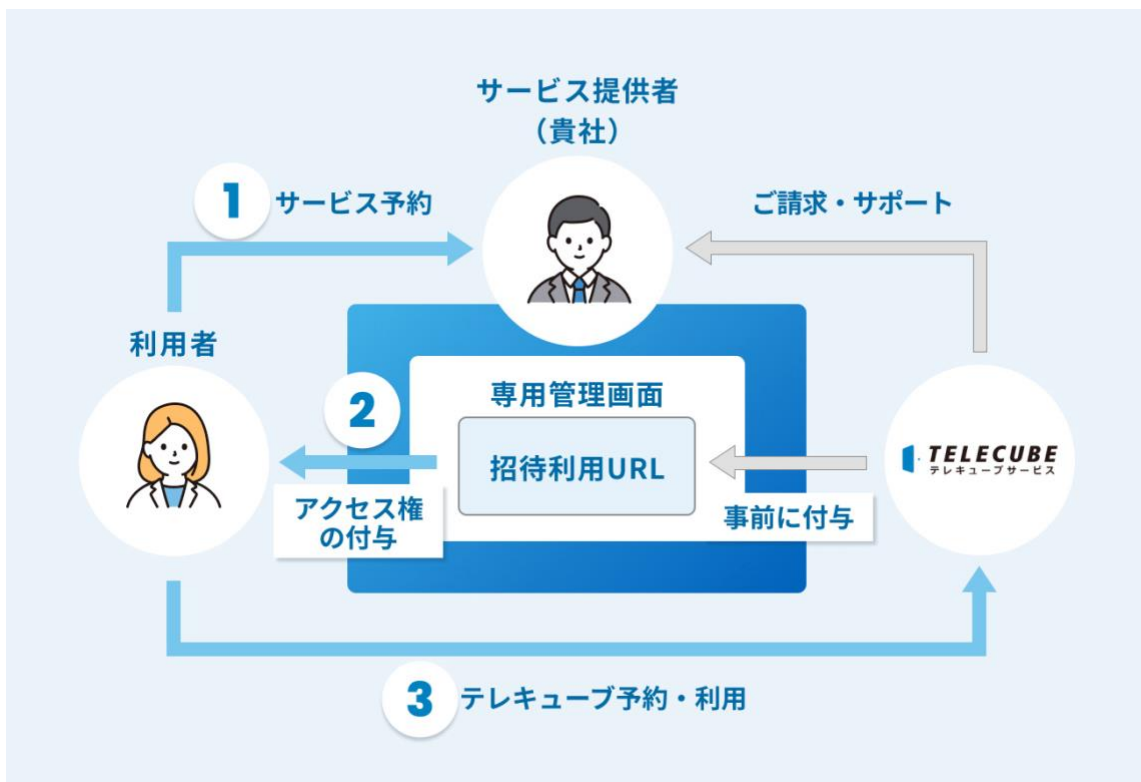 サービス提供者
（貴社）
1
サービス予約
ご請求・サポート
利用者
2
専用管理画面
招待利用URL
アクセス権
の付与
事前に付与
TELECUBE
テレキューブサービス
3
テレキューブ予約・利用